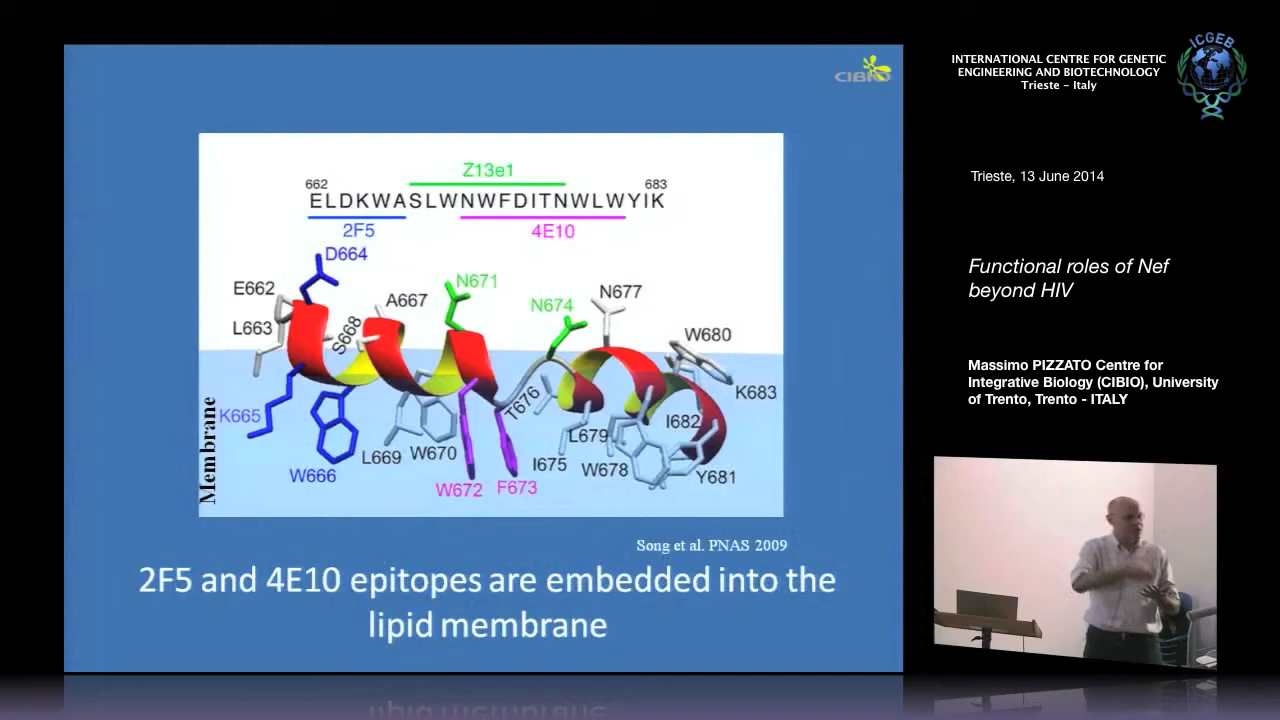 CIBIO
Z13e1
662
683
ELDKWASLWNWFDITNWLWYIK
2F5
4E10
D664
E662
A667
N671
N674
N677
L663
S668
W680
K683
K665
T676
L679
I682
W666
L669
W670
I675
W678
Y681
W672
F673
Membrane
Song et al. PNAS 2009
2F5 and 4E10 epitopes are embedded into the
lipid membrane
INTERNATIONAL CENTRE FOR GENETIC
ENGINEERING AND BIOTECHNOLOGY
Trieste – Italy
ICGEB
Trieste, 13 June 2014
Functional roles of Nef
beyond HIV
Massimo PIZZATO Centre for
Integrative Biology (CIBIO), University
of Trento, Trento - ITALY